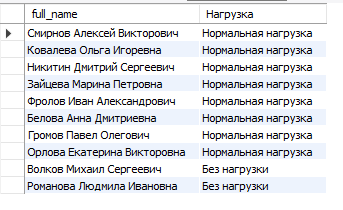 full_name Нагрузка
Смирнов Алексей Викторович Нормальная нагрузка
Ковалева Ольга Игоревна Нормальная нагрузка
Никитин Дмитрий Сергеевич Нормальная нагрузка
Зайцева Марина Петровна Нормальная нагрузка
Фролов Иван Александрович Нормальная нагрузка
Белова Анна Дмитриевна Нормальная нагрузка
Громов Павел Олегович Нормальная нагрузка
Орлова Екатерина Викторовна Нормальная нагрузка
Волков Михаил Сергеевич Без нагрузки
Романова Людмила Ивановна Без нагрузки